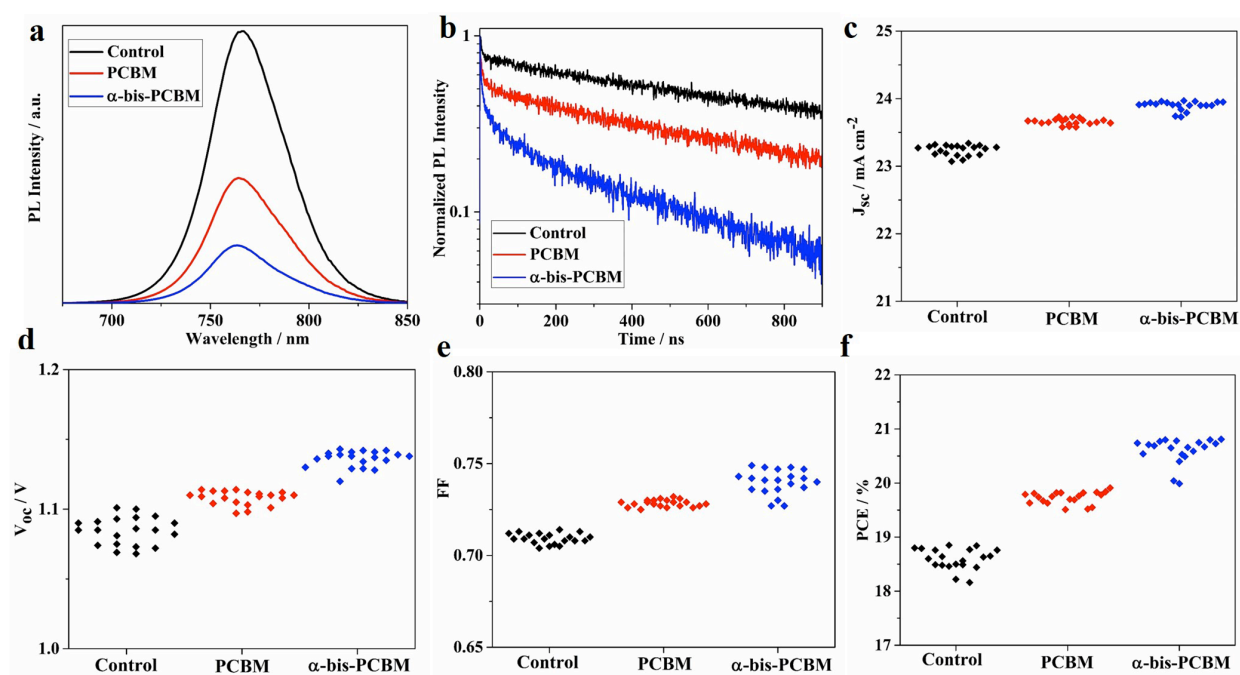 a
Control
PCBM
α-bis-PCBM
PL Intensity / a.u.
700
750
800
850
Wavelength / nm
b
1
0.1
Normalized PL Intensity
Control
PCBM
α-bis-PCBM
0
200
400
600
800
Time / ns
c
25
24
23
22
21
Jsc / mA cm⁻²
Control
PCBM
α-bis-PCBM
d
1.2
1.1
1.0
Voc / V
Control
PCBM
α-bis-PCBM
e
0.80
0.75
0.70
0.65
FF
Control
PCBM
α-bis-PCBM
f
22
21
20
19
18
17
PCE / %
Control
PCBM
α-bis-PCBM